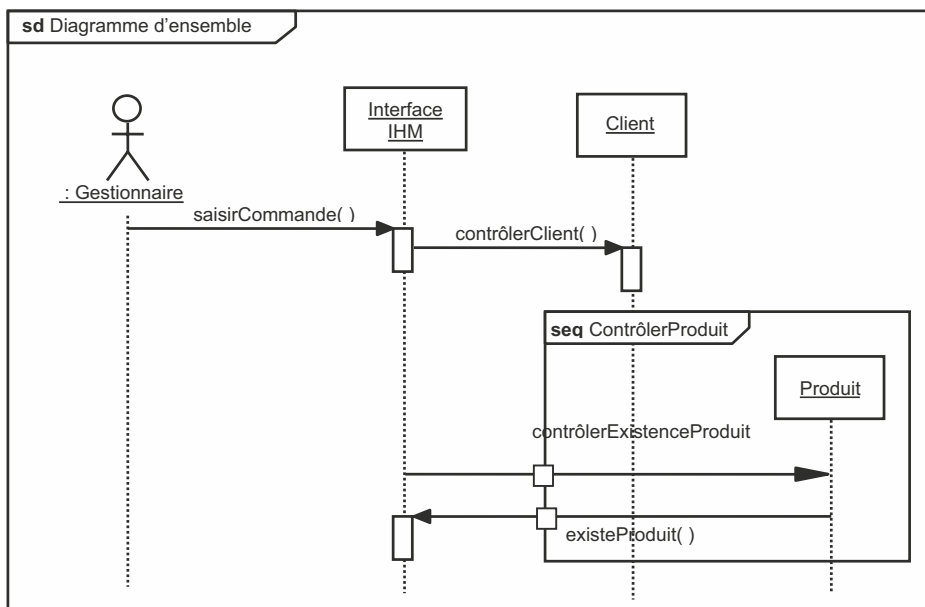 sd Diagramme d'ensemble
Interface
IHM
Client
: Gestionnaire
saisirCommande( )
contrôlerClient( )
seq ContrôlerProduit
Produit
contrôlerExistenceProduit
existeProduit( )